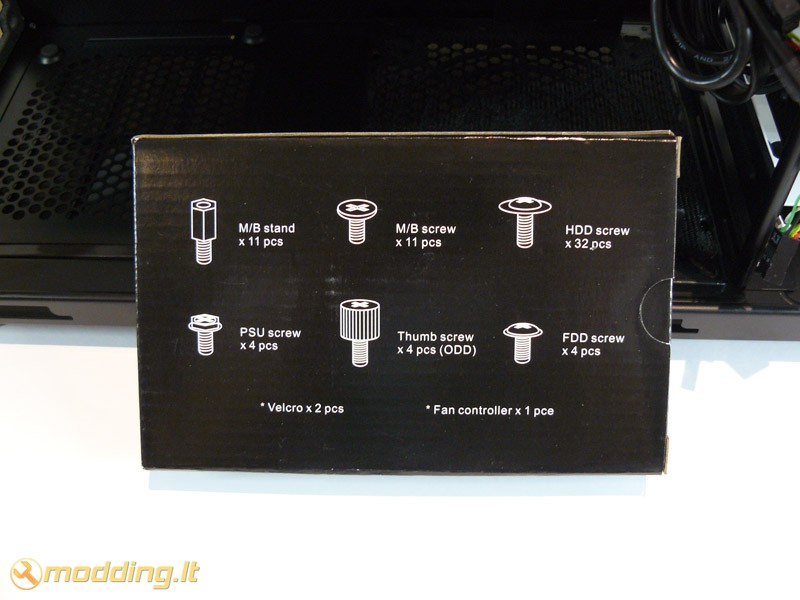 M/B stand
x 11 pcs
M/B screw
x 11 pcs
HDD screw
x 32 pcs
PSU screw
x 4 pcs
Thumb screw
x 4 pcs (ODD)
FDD screw
x 4 pcs
* Velcro x 2 pcs
* Fan controller x 1 pce
modding.lt